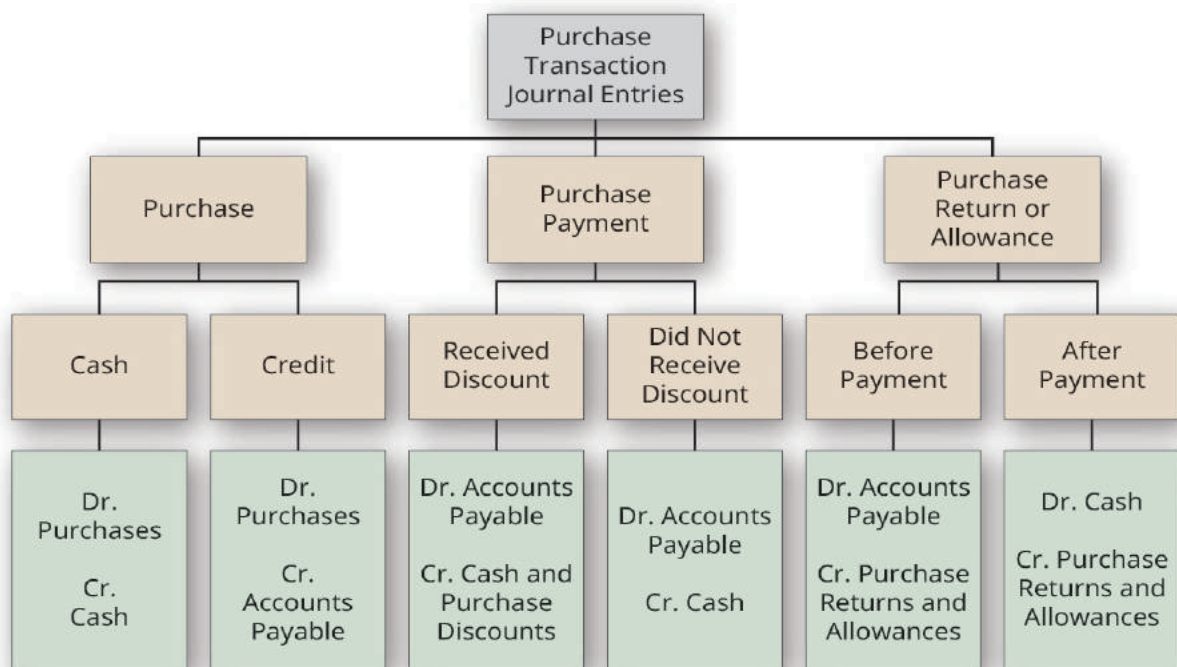 Purchase
Transaction
Journal Entries
Purchase
Purchase
Payment
Purchase
Return or
Allowance
Cash
Credit
Received
Discount
Did Not
Receive
Discount
Before
Payment
After
Payment
Dr.
Purchases
Cr.
Cash
Dr.
Purchases
Cr.
Accounts
Payable
Dr. Accounts
Payable
Cr. Cash and
Purchase
Discounts
Dr. Accounts
Payable
Cr. Cash
Dr. Accounts
Payable
Cr. Purchase
Returns and
Allowances
Dr. Cash
Cr. Purchase
Returns and
Allowances